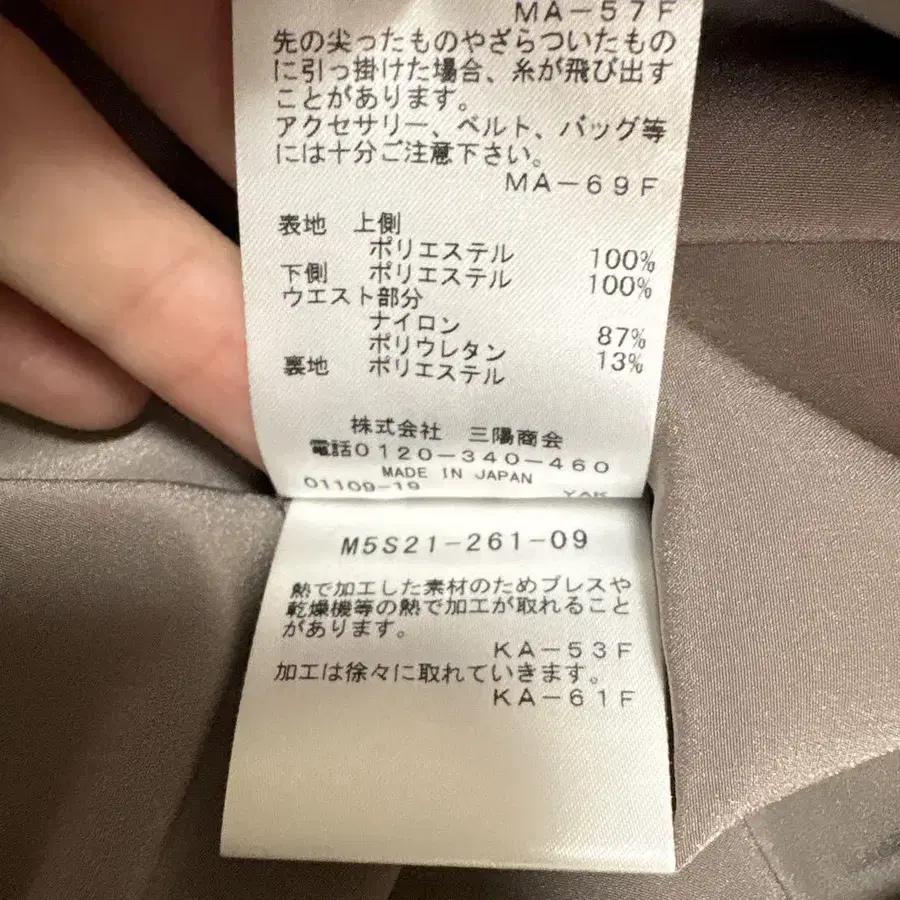 MA-57F
先の尖ったものやざらついたもの
に引っ掛けた場合、糸が飛び出す
ことがあります。
アクセサリー、ベルト、バッグ等
には十分ご注意下さい。
MA-69F
表地 上側
ポリエステル 100%
下側 ポリエステル 100%
ウエスト部分
ナイロン 87%
ポリウレタン 13%
裏地 ポリエステル
株式会社 三陽商会
電話0120-340-460
MADE IN JAPAN
01109-19 YAK
M5S21-261-09
熱で加工した素材のためプレスや
乾燥機等の熱で加工が取れること
があります。
KA-53F
加工は徐々に取れていきます。
KA-61F